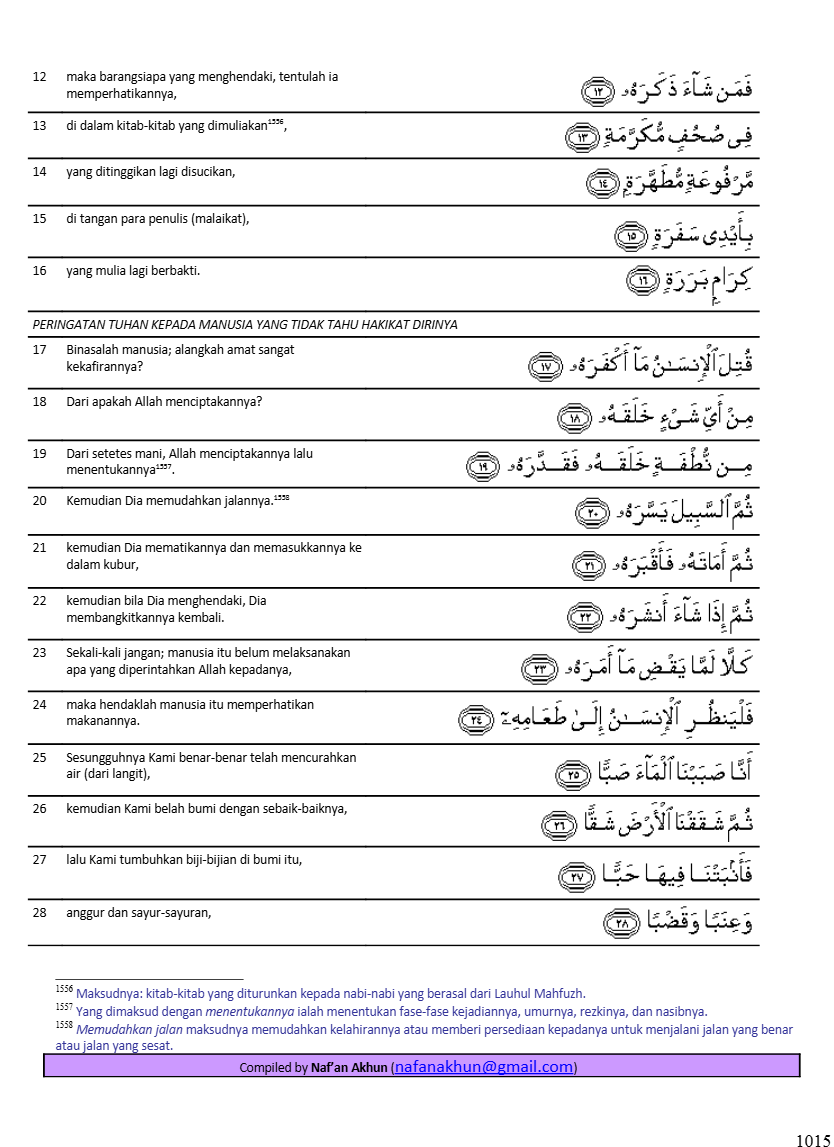 12 maka barangsiapa yang menghendaki, tentulah ia
memperhatikannya,
فَمَن شَآءَ ذَكَرَهُۥ ١٢
13 di dalam kitab-kitab yang dimuliakan1556,
فِى صُحُفٍ مُّكَرَّمَةٍ ١٣
14 yang ditinggikan lagi disucikan,
مَّرْفُوعَةٍ مُّطَهَّرَةٍۭ ١٤
15 di tangan para penulis (malaikat),
بِأَيْدِى سَفَرَةٍ ١٥
16 yang mulia lagi berbakti.
كِرَامٍۭ بَرَرَةٍ ١٦
PERINGATAN TUHAN KEPADA MANUSIA YANG TIDAK TAHU HAKIKAT DIRINYA
17 Binasalah manusia; alangkah amat sangat
kekafirannya?
قُتِلَ ٱلْإِنسَـٰنُ مَآ أَكْفَرَهُۥ ١٧
18 Dari apakah Allah menciptakannya?
مِنْ أَىِّ شَىْءٍ خَلَقَهُۥ ١٨
19 Dari setetes mani, Allah menciptakannya lalu
menentukannya1557.
مِن نُّطْفَةٍ خَلَقَهُۥ فَقَدَّرَهُۥ ١٩
20 Kemudian Dia memudahkan jalannya.1558
ثُمَّ ٱلسَّبِيلَ يَسَّرَهُۥ ٢٠
21 kemudian Dia mematikannya dan memasukkannya ke
dalam kubur,
ثُمَّ أَمَاتَهُۥ فَأَقْبَرَهُۥ ٢١
22 kemudian bila Dia menghendaki, Dia
membangkitkannya kembali.
ثُمَّ إِذَا شَآءَ أَنشَرَهُۥ ٢٢
23 Sekali-kali jangan; manusia itu belum melaksanakan
apa yang diperintahkan Allah kepadanya,
كَلَّا لَمَّا يَقْضِ مَآ أَمَرَهُۥ ٢٣
24 maka hendaklah manusia itu memperhatikan
makanannya.
فَلْيَنظُرِ ٱلْإِنسَـٰنُ إِلَىٰ طَعَامِهِۦٓ ٢٤
25 Sesungguhnya Kami benar-benar telah mencurahkan
air (dari langit),
أَنَّا صَبَبْنَا ٱلْمَآءَ صَبًّا ٢٥
26 kemudian Kami belah bumi dengan sebaik-baiknya,
ثُمَّ شَقَقْنَا ٱلْأَرْضَ شَقًّا ٢٦
27 lalu Kami tumbuhkan biji-bijian di bumi itu,
فَأَنۢبَتْنَا فِيهَا حَبًّا ٢٧
28 anggur dan sayur-sayuran,
وَعِنَبًا وَقَضْبًا ٢٨
1556 Maksudnya: kitab-kitab yang diturunkan kepada nabi-nabi yang berasal dari Lauhul Mahfuzh.
1557 Yang dimaksud dengan menentukannya ialah menentukan fase-fase kejadiannya, umurnya, rezkinya, dan nasibnya.
1558 Memudahkan jalan maksudnya memudahkan kelahirannya atau memberi persediaan kepadanya untuk menjalani jalan yang benar
atau jalan yang sesat.
Compiled by Naf'an Akhun (nafanakhun@gmail.com)
1015